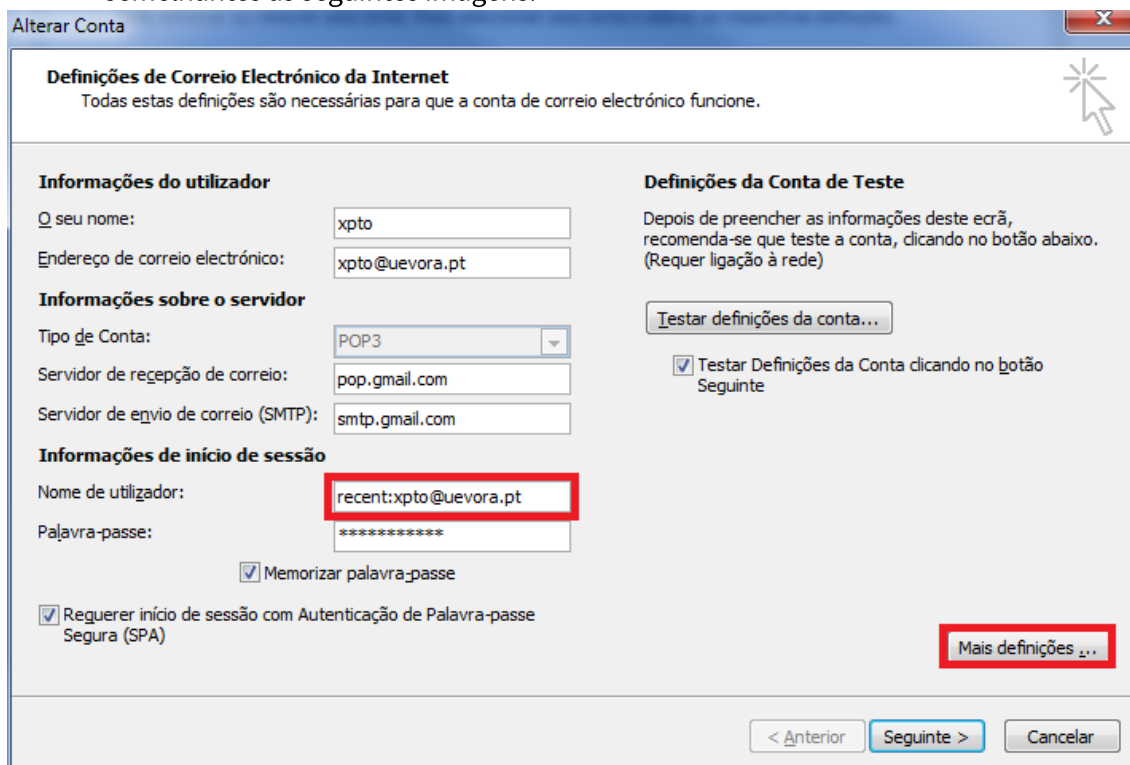 semelhantes às seguintes imagens:
Alterar Conta
Definições de Correio Electrónico da Internet
Todas estas definições são necessárias para que a conta de correio electrónico funcione.
Informações do utilizador
O seu nome:
xpto
Endereço de correio electrónico:
xpto@uevora.pt
Informações sobre o servidor
Tipo de Conta:
POP3
Servidor de recepção de correio:
pop.gmail.com
Servidor de envio de correio (SMTP):
smtp.gmail.com
Informações de início de sessão
Nome de utilizador:
recent:xpto@uevora.pt
Palavra-passe:
***********
Memorizar palavra-passe
Requerer início de sessão com Autenticação de Palavra-passe
Segura (SPA)
Definições da Conta de Teste
Depois de preencher as informações deste ecrã,
recomenda-se que teste a conta, clicando no botão abaixo.
(Requer ligação à rede)
Testar definições da conta...
Testar Definições da Conta clicando no botão
Seguinte
Mais definições ...
< Anterior
Seguinte >
Cancelar